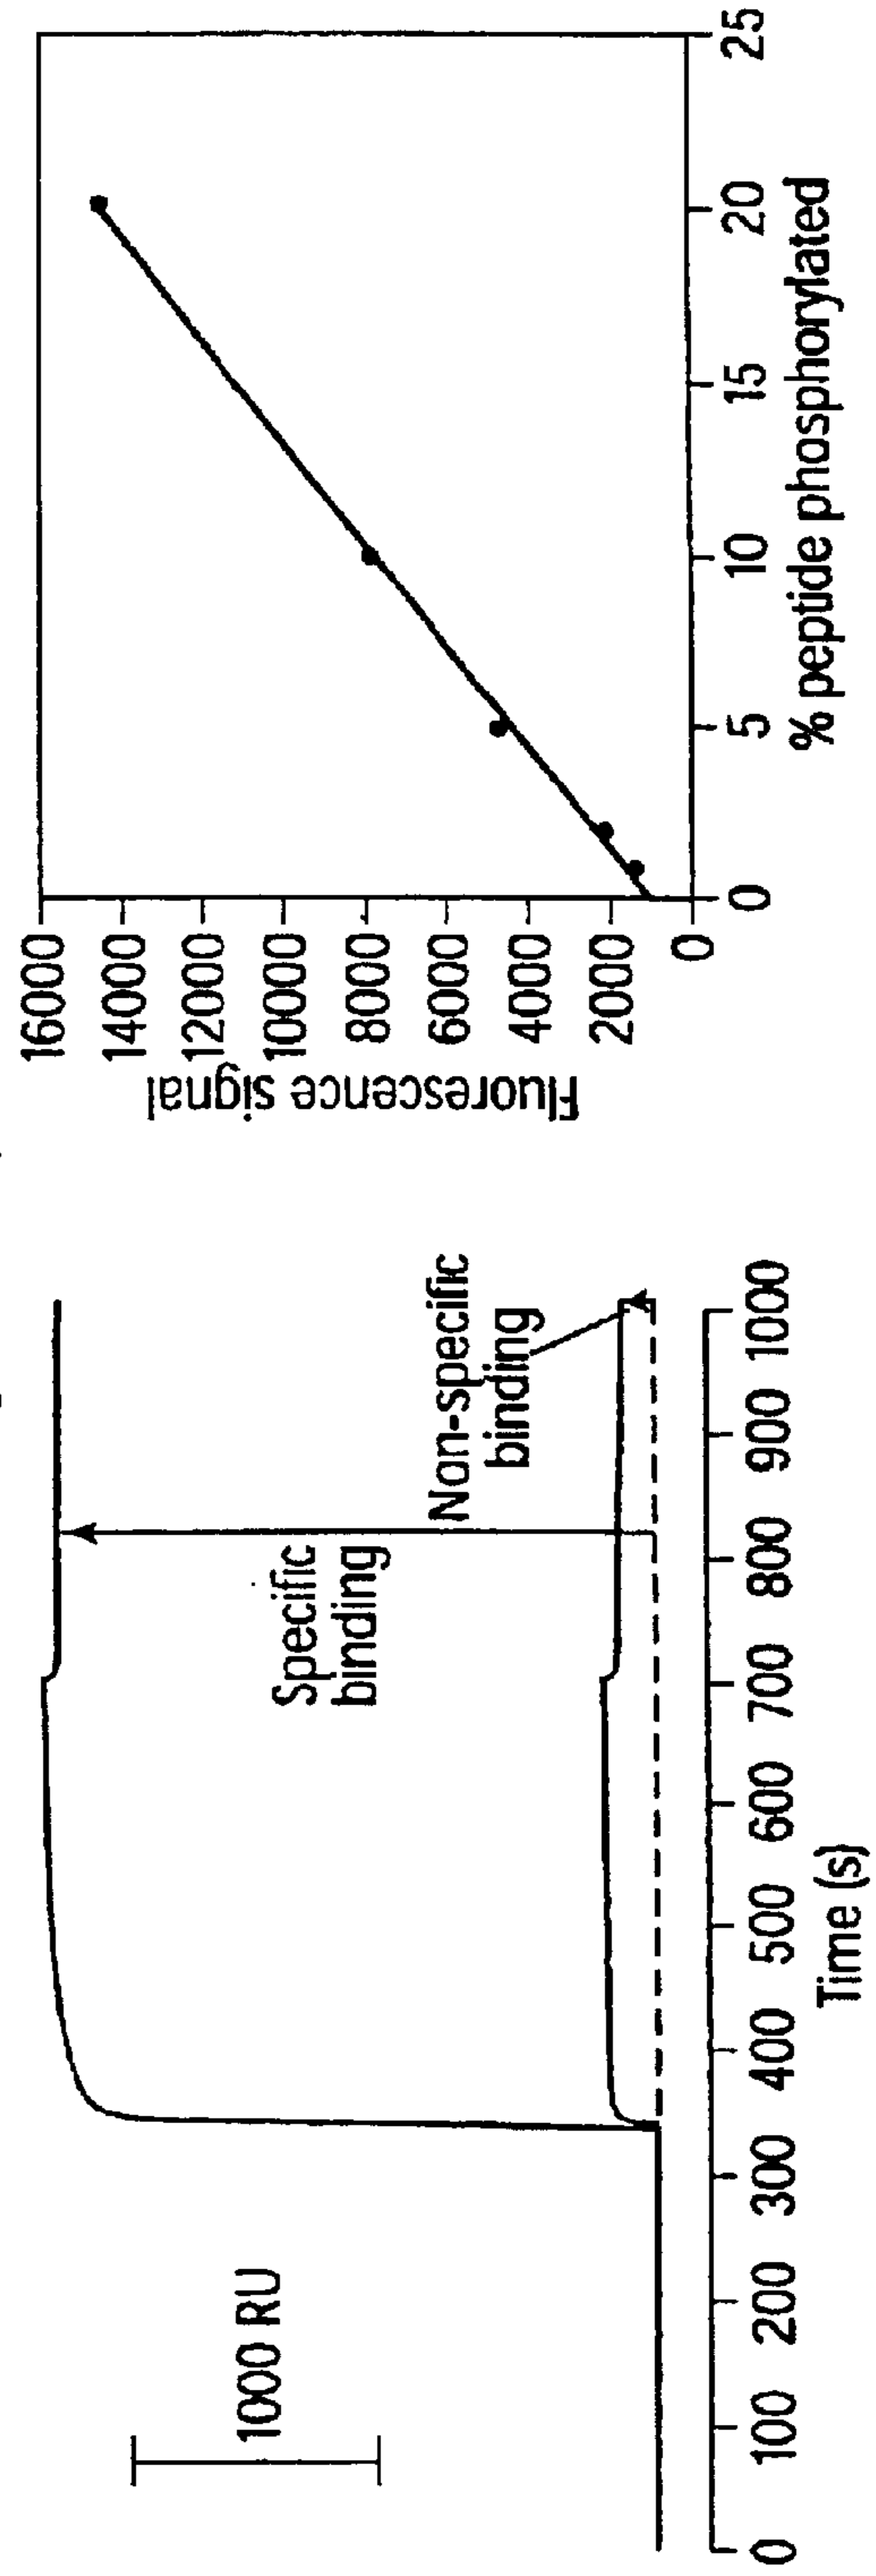 1000 RU
Specific
binding
Non-specific
binding
0 100 200 300 400 500 600 700 800 900 1000
Time (s)
Fluorescence signal
16000
14000
12000
10000
8000
6000
4000
2000
0
0 5 10 15 20 25
% peptide phosphorylated